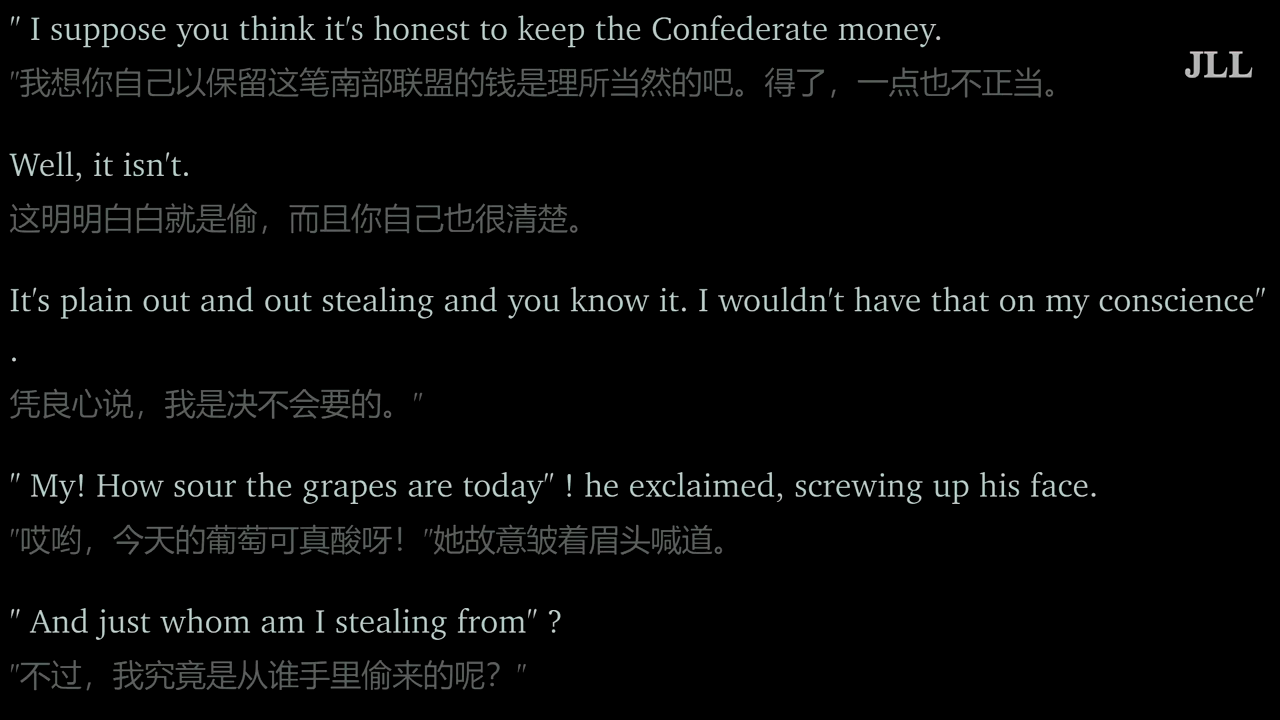 " I suppose you think it's honest to keep the Confederate money.
"我想你自己以保留这笔南部联盟的钱是理所当然的吧。得了，一点也不正当。
JLL
Well, it isn't.
这明明白白就是偷，而且你自己也很清楚。
It's plain out and out stealing and you know it. I wouldn't have that on my conscience"
.
凭良心说，我是决不会要的。"
" My! How sour the grapes are today" ! he exclaimed, screwing up his face.
"哎哟，今天的葡萄可真酸呀！"她故意皱着眉头喊道。
" And just whom am I stealing from" ?
"不过，我究竟是从谁手里偷来的呢？"